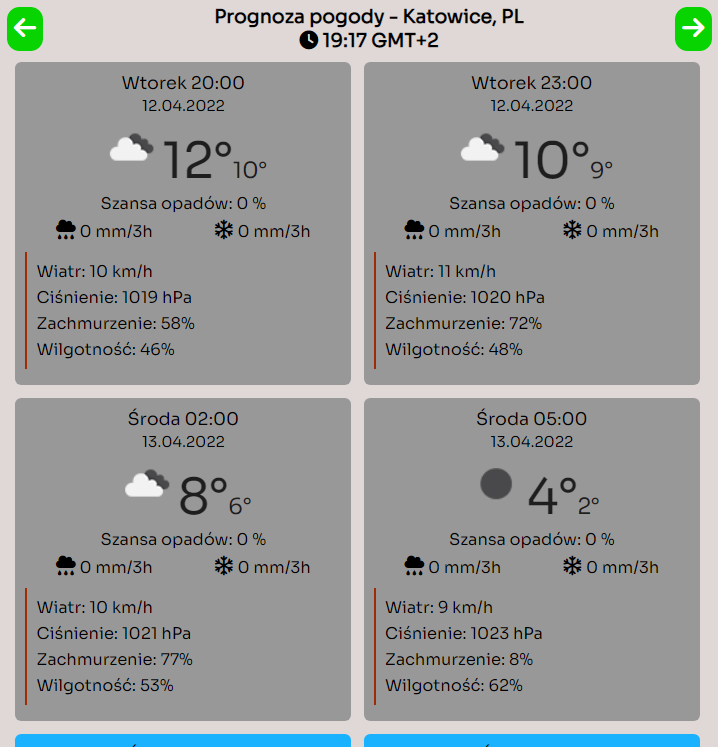 Prognoza pogody - Katowice, PL
19:17 GMT+2
Wtorek 20:00
12.04.2022
12° 10°
Szansa opadów: 0 %
0 mm/3h 0 mm/3h
Wiatr: 10 km/h
Ciśnienie: 1019 hPa
Zachmurzenie: 58%
Wilgotność: 46%
Wtorek 23:00
12.04.2022
10° 9°
Szansa opadów: 0 %
0 mm/3h 0 mm/3h
Wiatr: 11 km/h
Ciśnienie: 1020 hPa
Zachmurzenie: 72%
Wilgotność: 48%
Środa 02:00
13.04.2022
8° 6°
Szansa opadów: 0 %
0 mm/3h 0 mm/3h
Wiatr: 10 km/h
Ciśnienie: 1021 hPa
Zachmurzenie: 77%
Wilgotność: 53%
Środa 05:00
13.04.2022
4° 2°
Szansa opadów: 0 %
0 mm/3h 0 mm/3h
Wiatr: 9 km/h
Ciśnienie: 1023 hPa
Zachmurzenie: 8%
Wilgotność: 62%